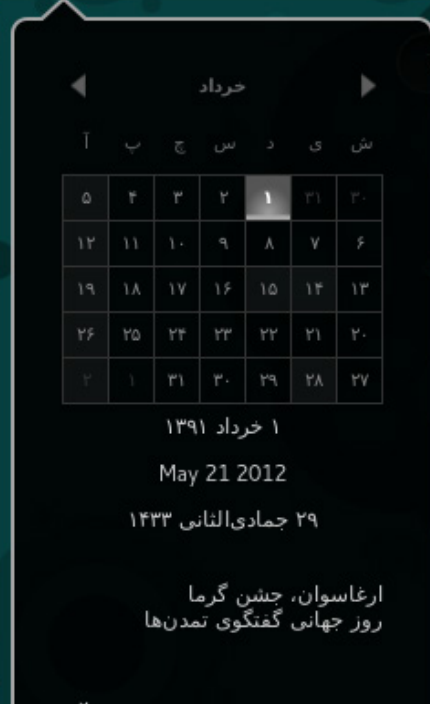 خرداد
ش ی د س چ پ آ
۳۰ ۳۱ ۱ ۲ ۳ ۴ ۵
۶ ۷ ۸ ۹ ۱۰ ۱۱ ۱۲
۱۳ ۱۴ ۱۵ ۱۶ ۱۷ ۱۸ ۱۹
۲۰ ۲۱ ۲۲ ۲۳ ۲۴ ۲۵ ۲۶
۲۷ ۲۸ ۲۹ ۳۰ ۳۱ ۱ ۲
۱ خرداد ۱۳۹۱
May 21 2012
۲۹ جمادی‌الثانی ۱۴۳۳
ارغاسوان، جشن گرما
روز جهانی گفتگوی تمدن‌ها